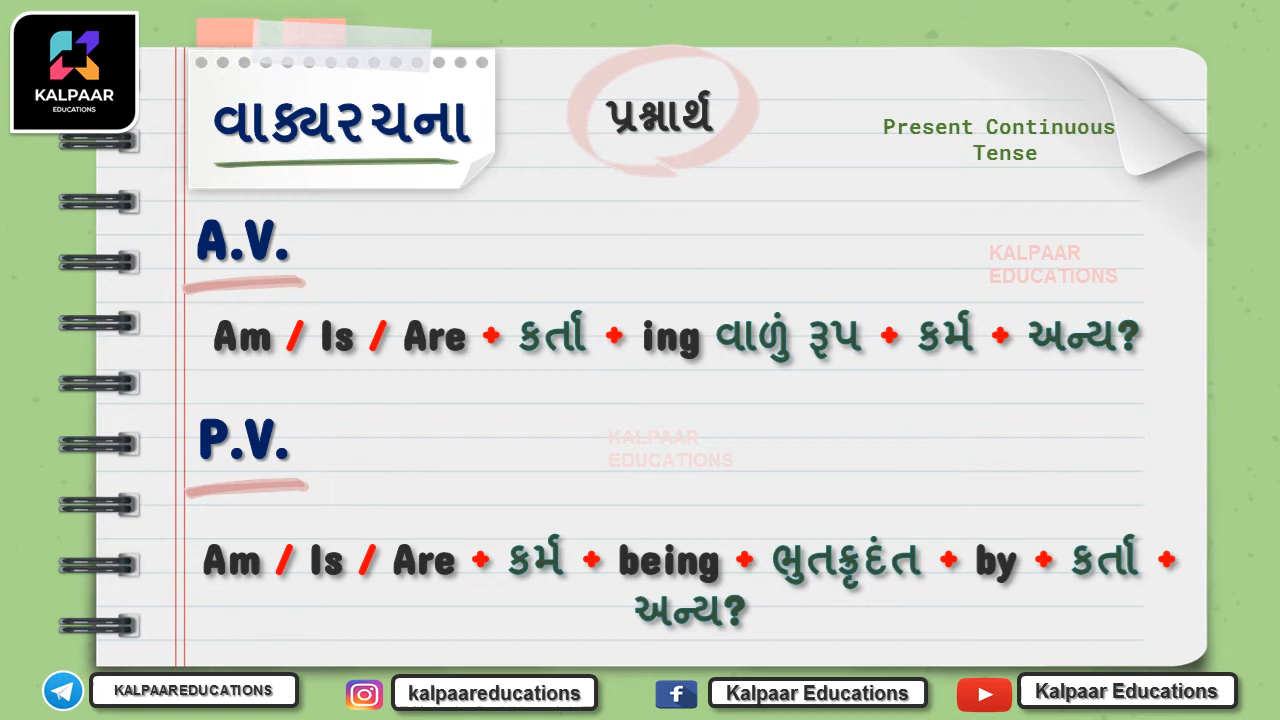 KALPAAR
EDUCATIONS
વાક્યરચના
પ્રશ્નાર્થ
Present Continuous
Tense
A.V.
KALPAAR
EDUCATIONS
Am / Is / Are + કર્તા + ing વાળું રૂપ + કર્મ + અન્ય?
P.V.
KALPAAR
EDUCATIONS
Am / Is / Are + કર્મ + being + ભુતકૃદંત + by + કર્તા +
અન્ય?
KALPAAREDUCATIONS
kalpaareducations
Kalpaar Educations
Kalpaar Educations